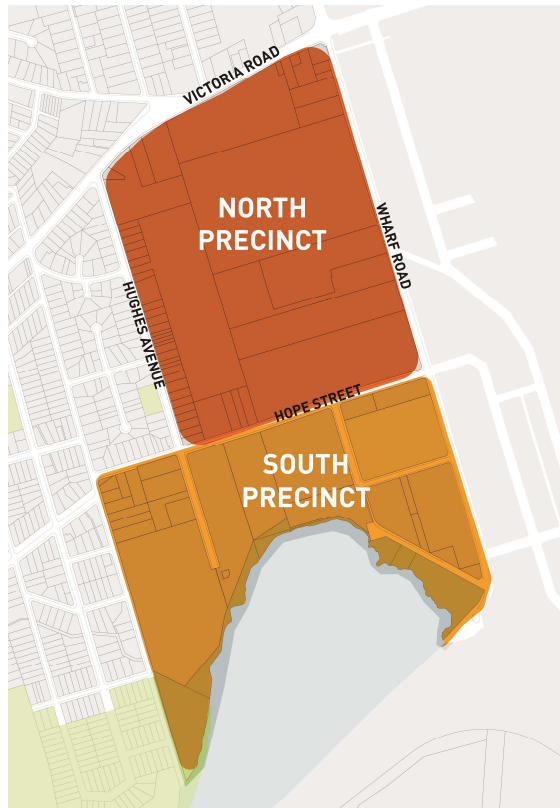 VICTORIA ROAD
NORTH
PRECINCT
WHARF ROAD
HUGHES AVENUE
HOPE STREET
SOUTH
PRECINCT